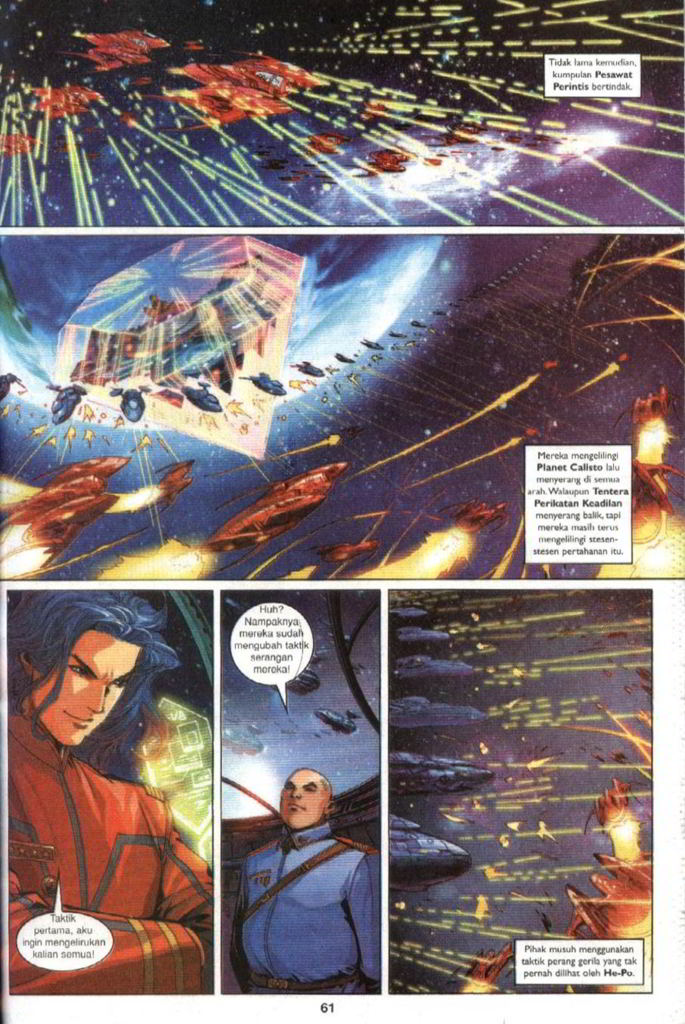 Tidak lama kemudian,
kumpulan Pesawat
Perintis bertindak.
Mereka mengelilingi
Planet Calisto lalu
menyerang di semua
arah. Walaupun Tentera
Perikatan Keadilan
menyerang balik, tapi
mereka masih terus
mengelilingi stesen-
stesen pertahanan itu.
Taktik
pertama, aku
ingin mengelirukan
kalian semua!
Huh?
Nampaknya
mereka sudah
mengubah taktik
serangan
mereka!
Pihak musuh menggunakan
taktik perang gerila yang tak
pernah dilihat oleh He-Po.
61